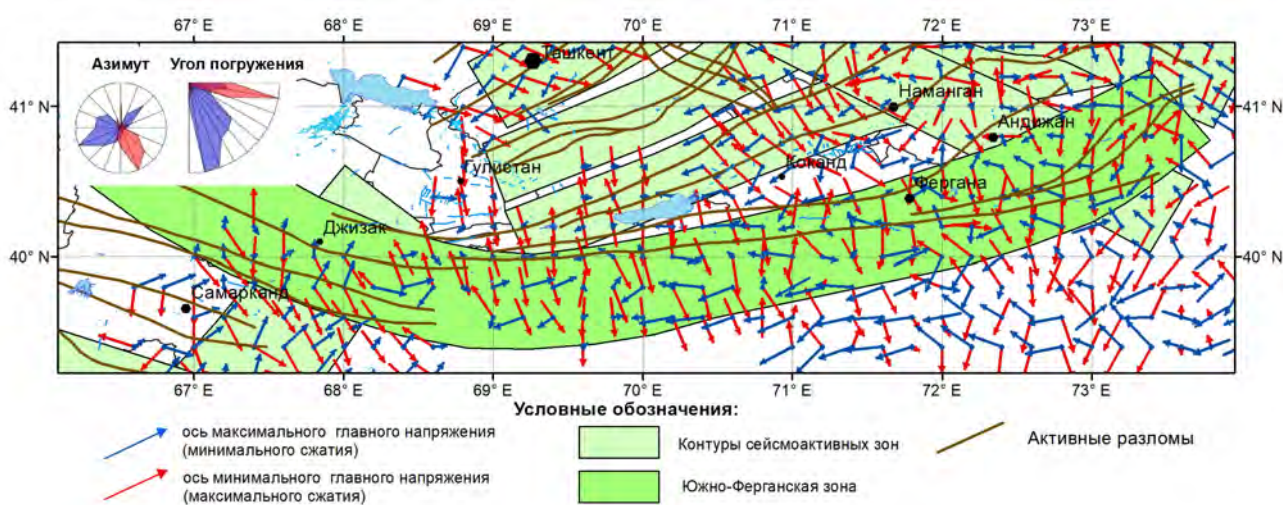 67° E 68° E 69° E 70° E 71° E 72° E 73° E
Азимут Угол погружения
Ташкент
41° N 41° N
Наманган
Андижан
Гулистан
Коканд
Фергана
Джизак
40° N 40° N
Самарканд
67° E 68° E 69° E 70° E 71° E 72° E 73° E
Условные обозначения:
ось максимального главного напряжения
(минимального сжатия)
Контуры сейсмоактивных зон
Активные разломы
ось минимального главного напряжения
(максимального сжатия)
Южно-Ферганская зона